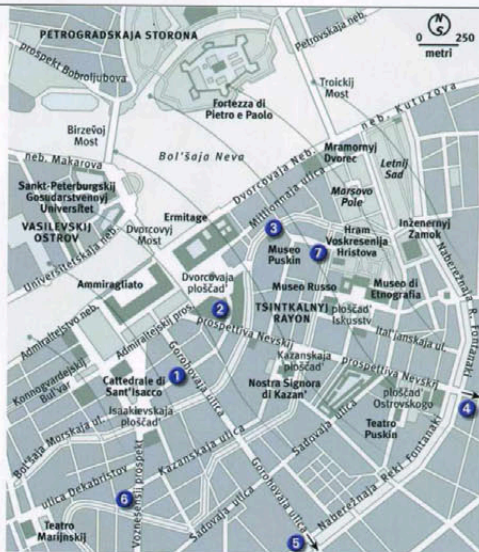 PETROGRADSKAJA STORONA
prospekt Bobroljubova
Petrovskaja neb.
N
S
0 250
metri
Troickij
Most
Fortezza di
Pietro e Paolo
neb. Kutuzova
Birzevoj
Most
Bol'šaja Neva
Mramornyj
Dvorec
Letnij
Sad
neb. Makarova
Dvorcovaja Neb.
Millionnaja ulica
Marsovo
Pole
Sankt-Peterburgskij
Gosudarstvenyj
Universitet
Ermitage
VASILEVSKIJ
OSTROV
Dvorcovyj
Most
3
Museo
Puskin
7
Hram
Voskresenija
Hristova
Inženernyj
Zamok
Universiterskaja neb.
Dvorcovaja
ploščad'
Museo Russo
Museo di
Etnografia
Naberežnaja R. Fontanki
Ammiragliato
2
TSINTKALNYJ
RAYON
ploščad'
Iskusstv
Admiraltejstvo neb.
Admiraltejskij pros.
prospettiva Nevskij
Ital'janskaja ul.
Konnogvardejskij
Bul'var
Gorohovaja ulica
Kazanskaja
ploščad'
prospettiva Nevskij
Cattedrale di
Sant'Isacco
1
Nostra Signora
di Kazan'
ploščad'
Ostrovskogo
4
Isaakievskaja
ploščad'
Sadovaja ulica
Teatro
Puskin
Bol'šaja Morskaja ul.
Kazanskaja ulica
ulica Dekabristov
6
Voznesenskij prospekt
Gorohovaja ulica
Naberežnaja Reki Fontanki
Teatro
Marijnskij
Sadovaja ulica
5